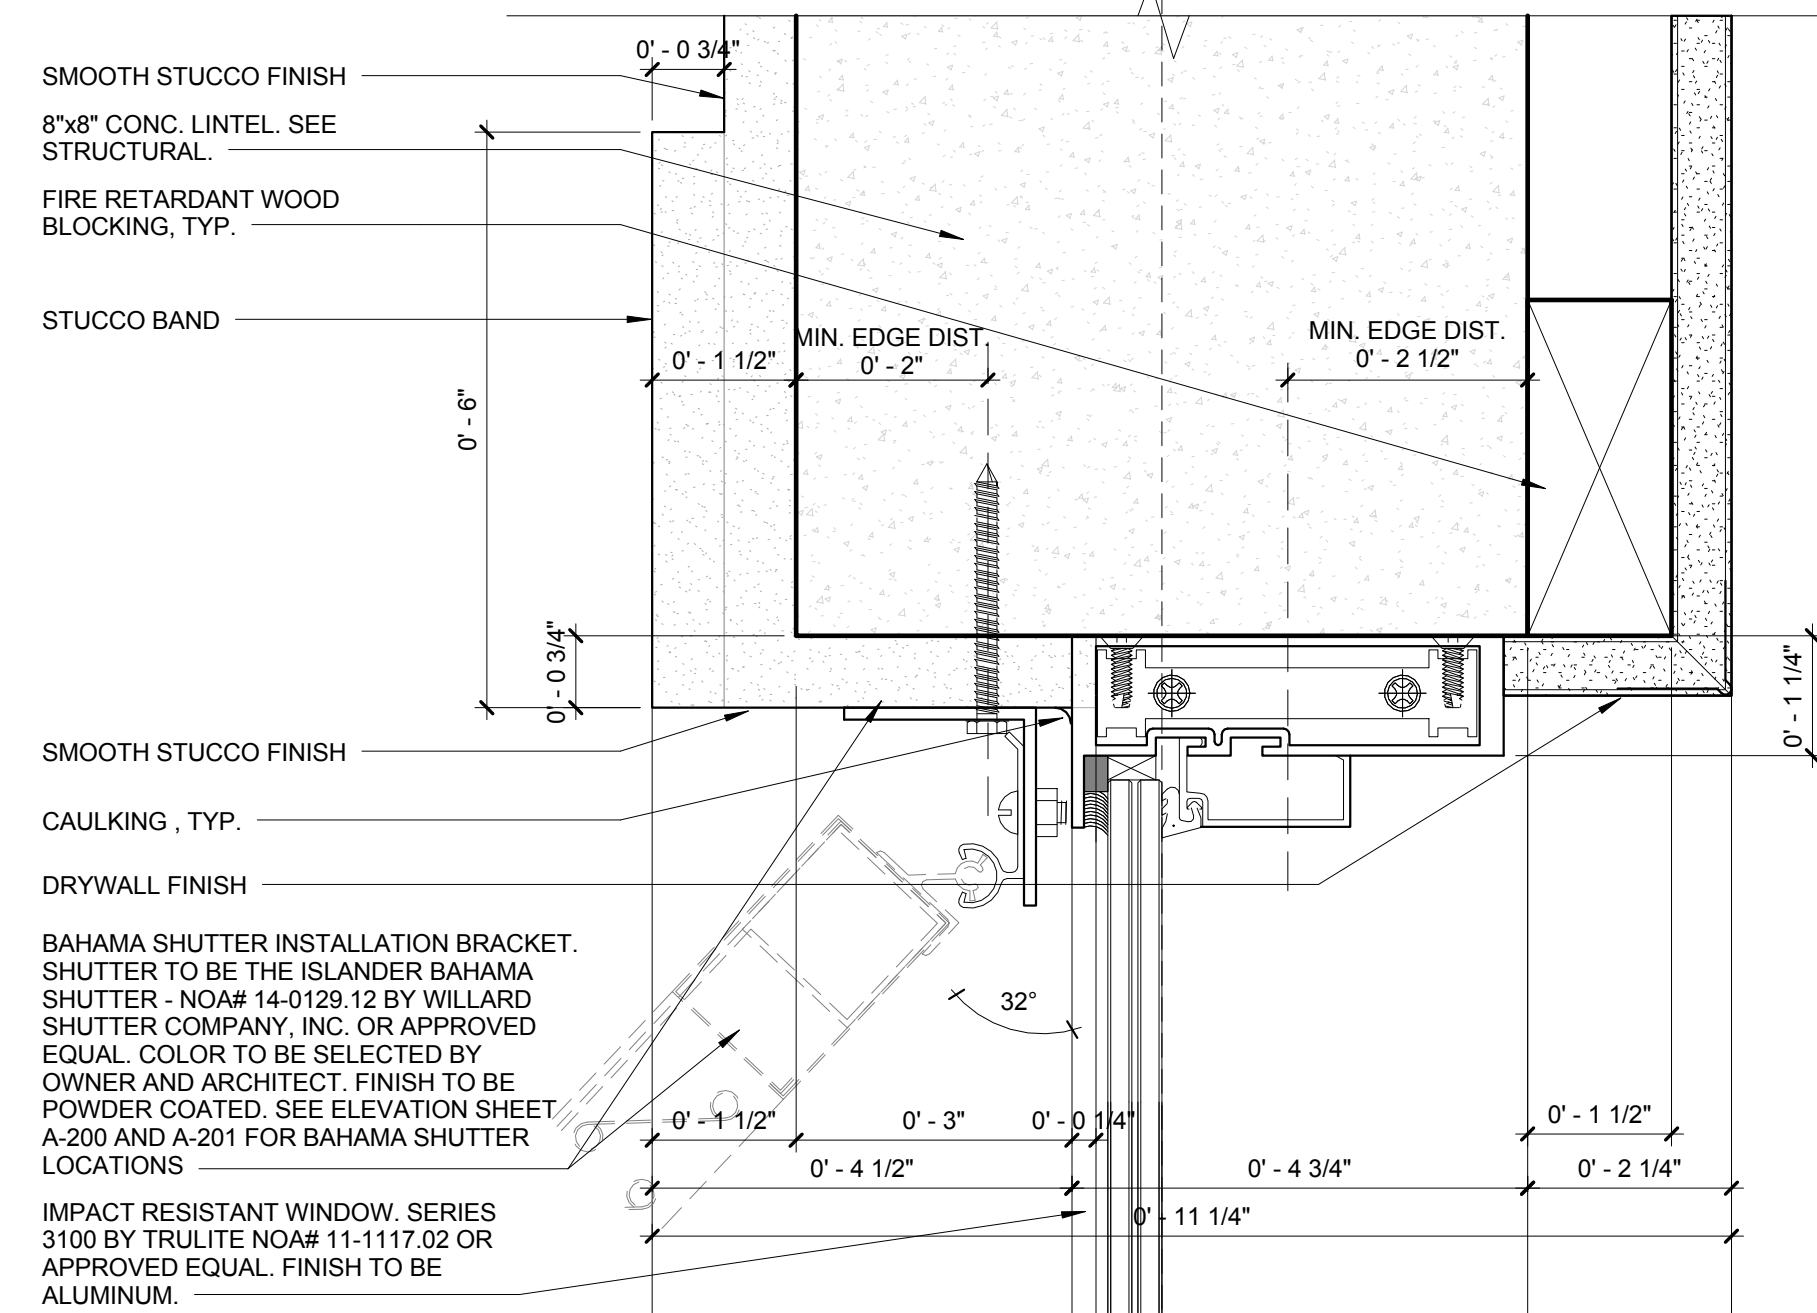 0' - 0 3/4"
SMOOTH STUCCO FINISH
8"x8" CONC. LINTEL. SEE
STRUCTURAL.
FIRE RETARDANT WOOD
BLOCKING, TYP.
STUCCO BAND
MIN. EDGE DIST.
0' - 2"
0' - 1 1/2"
MIN. EDGE DIST.
0' - 2 1/2"
0' - 6"
0' - 0 3/4"
0' - 1 1/4"
SMOOTH STUCCO FINISH
CAULKING , TYP.
DRYWALL FINISH
BAHAMA SHUTTER INSTALLATION BRACKET.
SHUTTER TO BE THE ISLANDER BAHAMA
SHUTTER - NOA# 14-0129.12 BY WILLARD
SHUTTER COMPANY, INC. OR APPROVED
EQUAL. COLOR TO BE SELECTED BY
OWNER AND ARCHITECT. FINISH TO BE
POWDER COATED. SEE ELEVATION SHEET
A-200 AND A-201 FOR BAHAMA SHUTTER
LOCATIONS
32°
0' - 1 1/2"
0' - 3"
0' - 0 1/4"
0' - 1 1/2"
0' - 4 1/2"
0' - 4 3/4"
0' - 2 1/4"
0' - 11 1/4"
IMPACT RESISTANT WINDOW. SERIES
3100 BY TRULITE NOA# 11-1117.02 OR
APPROVED EQUAL. FINISH TO BE
ALUMINUM.